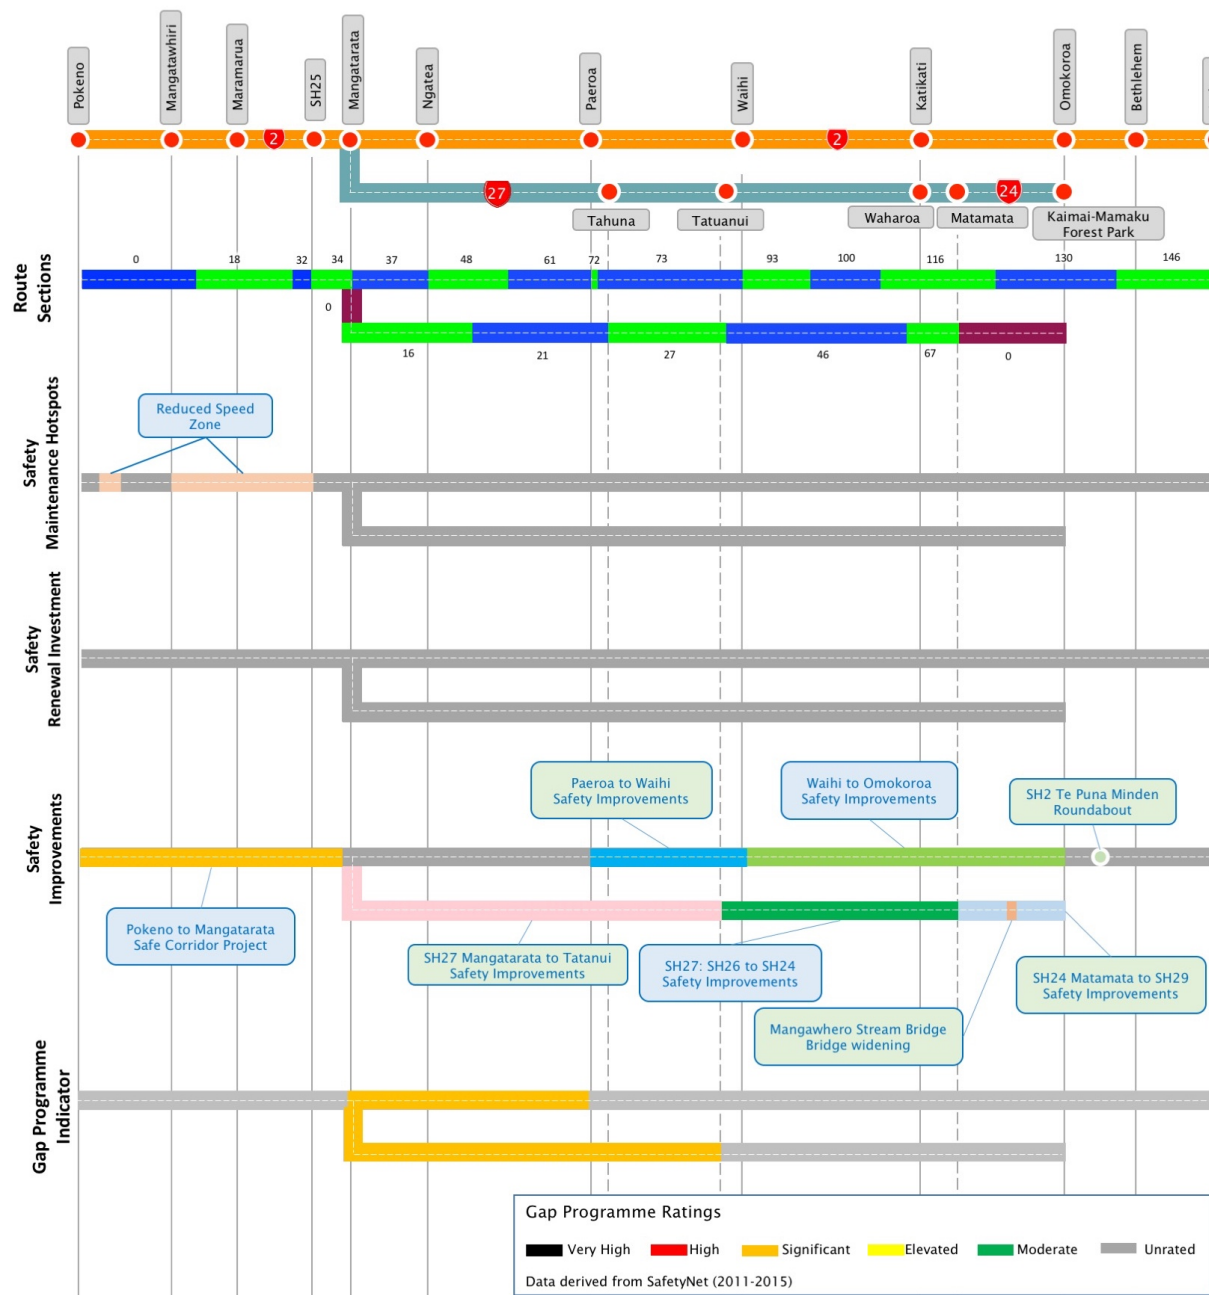 Pokeno
Mangatawhiri
Maramarua
SH25
Mangatarata
Ngatea
Paeroa
Waihi
Katikati
Omokoroa
Bethlehem
2
2
27
24
Tahuna
Tatuanui
Waharoa
Matamata
Kaimai-Mamaku
Forest Park
Route
Sections
0
18
32
34
37
48
61
72
73
93
100
116
130
146
0
16
21
27
46
67
0
Safety
Maintenance Hotspots
Reduced Speed
Zone
Safety
Renewal Investment
Safety
Improvements
Paeroa to Waihi
Safety Improvements
Waihi to Omokoroa
Safety Improvements
SH2 Te Puna Minden
Roundabout
Pokeno to Mangatarata
Safe Corridor Project
SH27 Mangatarata to Tatanui
Safety Improvements
SH27: SH26 to SH24
Safety Improvements
SH24 Matamata to SH29
Safety Improvements
Mangawhero Stream Bridge
Bridge widening
Gap Programme
Indicator
Gap Programme Ratings
Very High
High
Significant
Elevated
Moderate
Unrated
Data derived from SafetyNet (2011-2015)